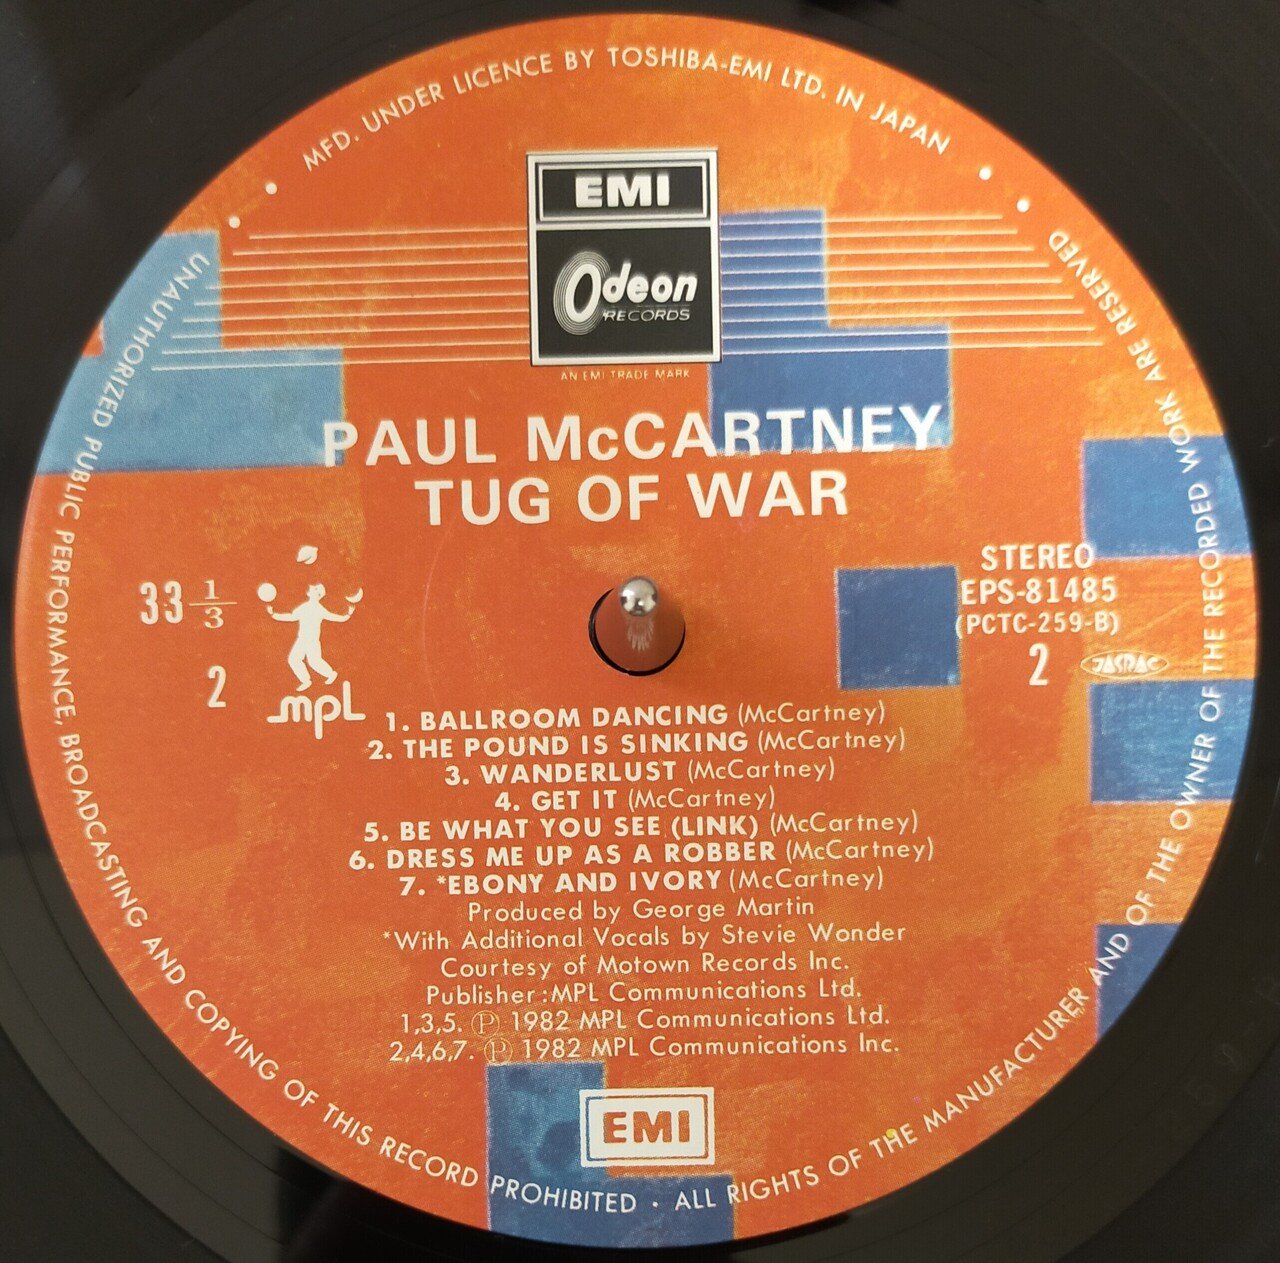 MFD. UNDER LICENCE BY TOSHIBA-EMI LTD. IN JAPAN
EMI
Odeon
RECORDS
AN EMI TRADE MARK
PAUL McCARTNEY
TUG OF WAR
33 1/3
2
mpl
STEREO
EPS-81485
(PCTC-259-B)
2 JASRAC
1. BALLROOM DANCING (McCartney)
2. THE POUND IS SINKING (McCartney)
3. WANDERLUST (McCartney)
4. GET IT (McCartney)
5. BE WHAT YOU SEE (LINK) (McCartney)
6. DRESS ME UP AS A ROBBER (McCartney)
7. *EBONY AND IVORY (McCartney)
Produced by George Martin
*With Additional Vocals by Stevie Wonder
Courtesy of Motown Records Inc.
Publisher:MPL Communications Ltd.
1,3,5. Ⓟ 1982 MPL Communications Ltd.
2,4,6,7. Ⓟ 1982 MPL Communications Inc.
EMI
UNAUTHORIZED PUBLIC PERFORMANCE, BROADCASTING AND COPYING OF THIS RECORD PROHIBITED · ALL RIGHTS OF THE MANUFACTURER AND OF THE OWNER OF THE RECORDED WORK ARE RESERVED